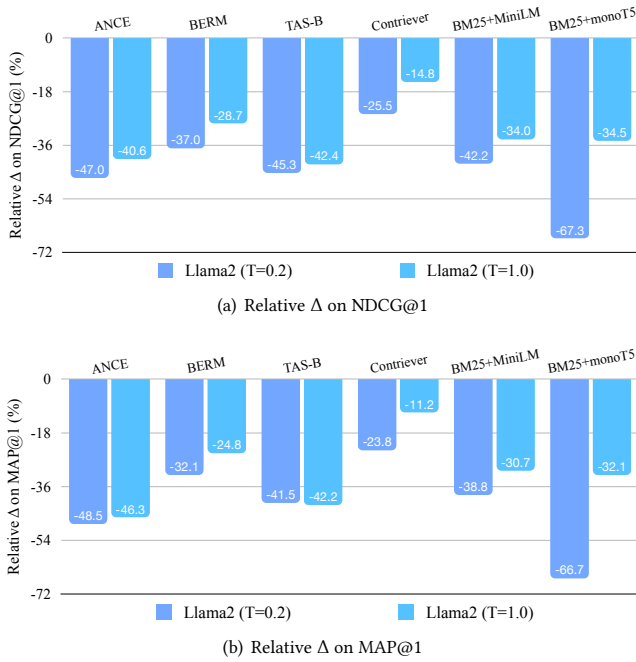 ANCE BERM TAS-B Contriever BM25+MiniLM BM25+monoT5
Relative Δ on NDCG@1 (%)
0
-18
-36
-54
-72
-47.0 -40.6 -37.0 -28.7 -45.3 -42.4 -25.5 -14.8 -42.2 -34.0 -67.3 -34.5
Llama2 (T=0.2) Llama2 (T=1.0)
(a) Relative Δ on NDCG@1
ANCE BERM TAS-B Contriever BM25+MiniLM BM25+monoT5
Relative Δ on MAP@1 (%)
0
-18
-36
-54
-72
-48.5 -46.3 -32.1 -24.8 -41.5 -42.2 -23.8 -11.2 -38.8 -30.7 -66.7 -32.1
Llama2 (T=0.2) Llama2 (T=1.0)
(b) Relative Δ on MAP@1